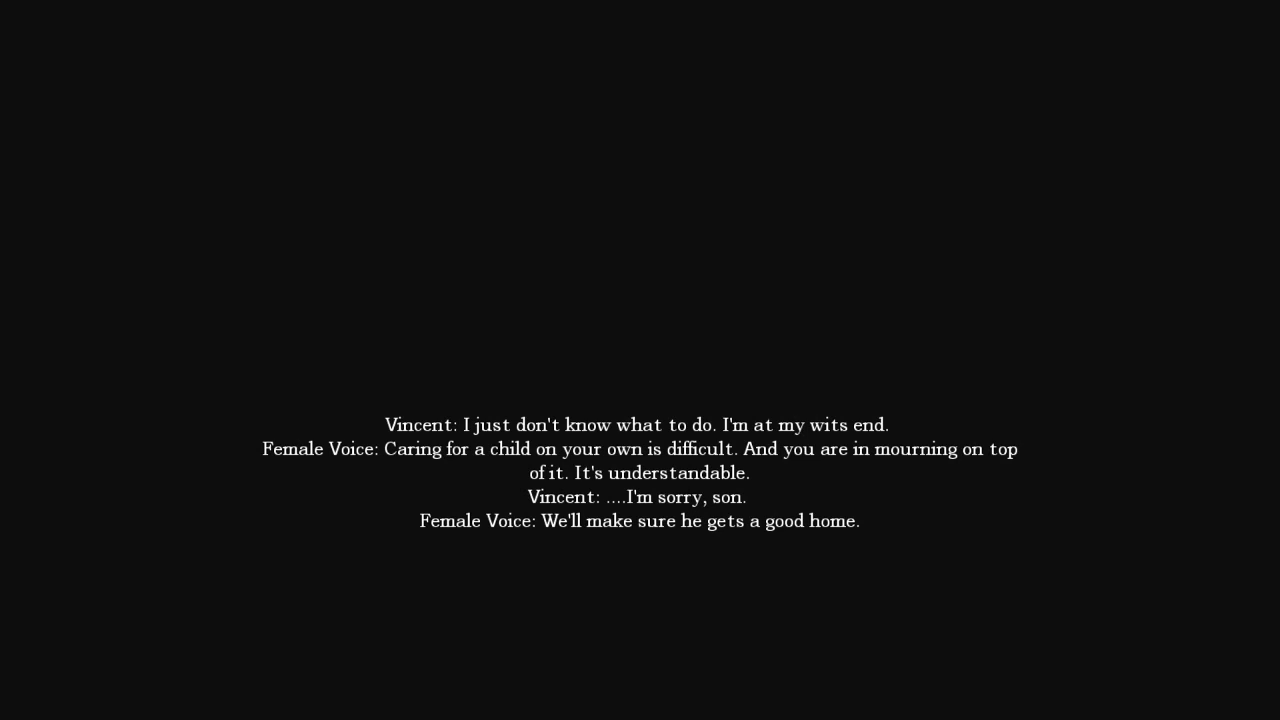 Vincent: I just don't know what to do. I'm at my wits end.
Female Voice: Caring for a child on your own is difficult. And you are in mourning on top
of it. It's understandable.
Vincent: ....I'm sorry, son.
Female Voice: We'll make sure he gets a good home.